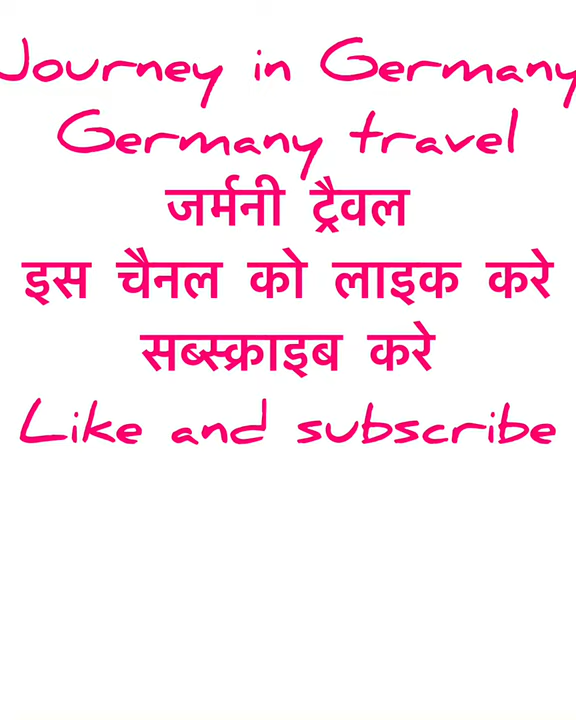 Journey in Germany
Germany travel
जर्मनी ट्रैवल
इस चैनल को लाइक करे
सब्स्क्राइब करे
Like and subscribe